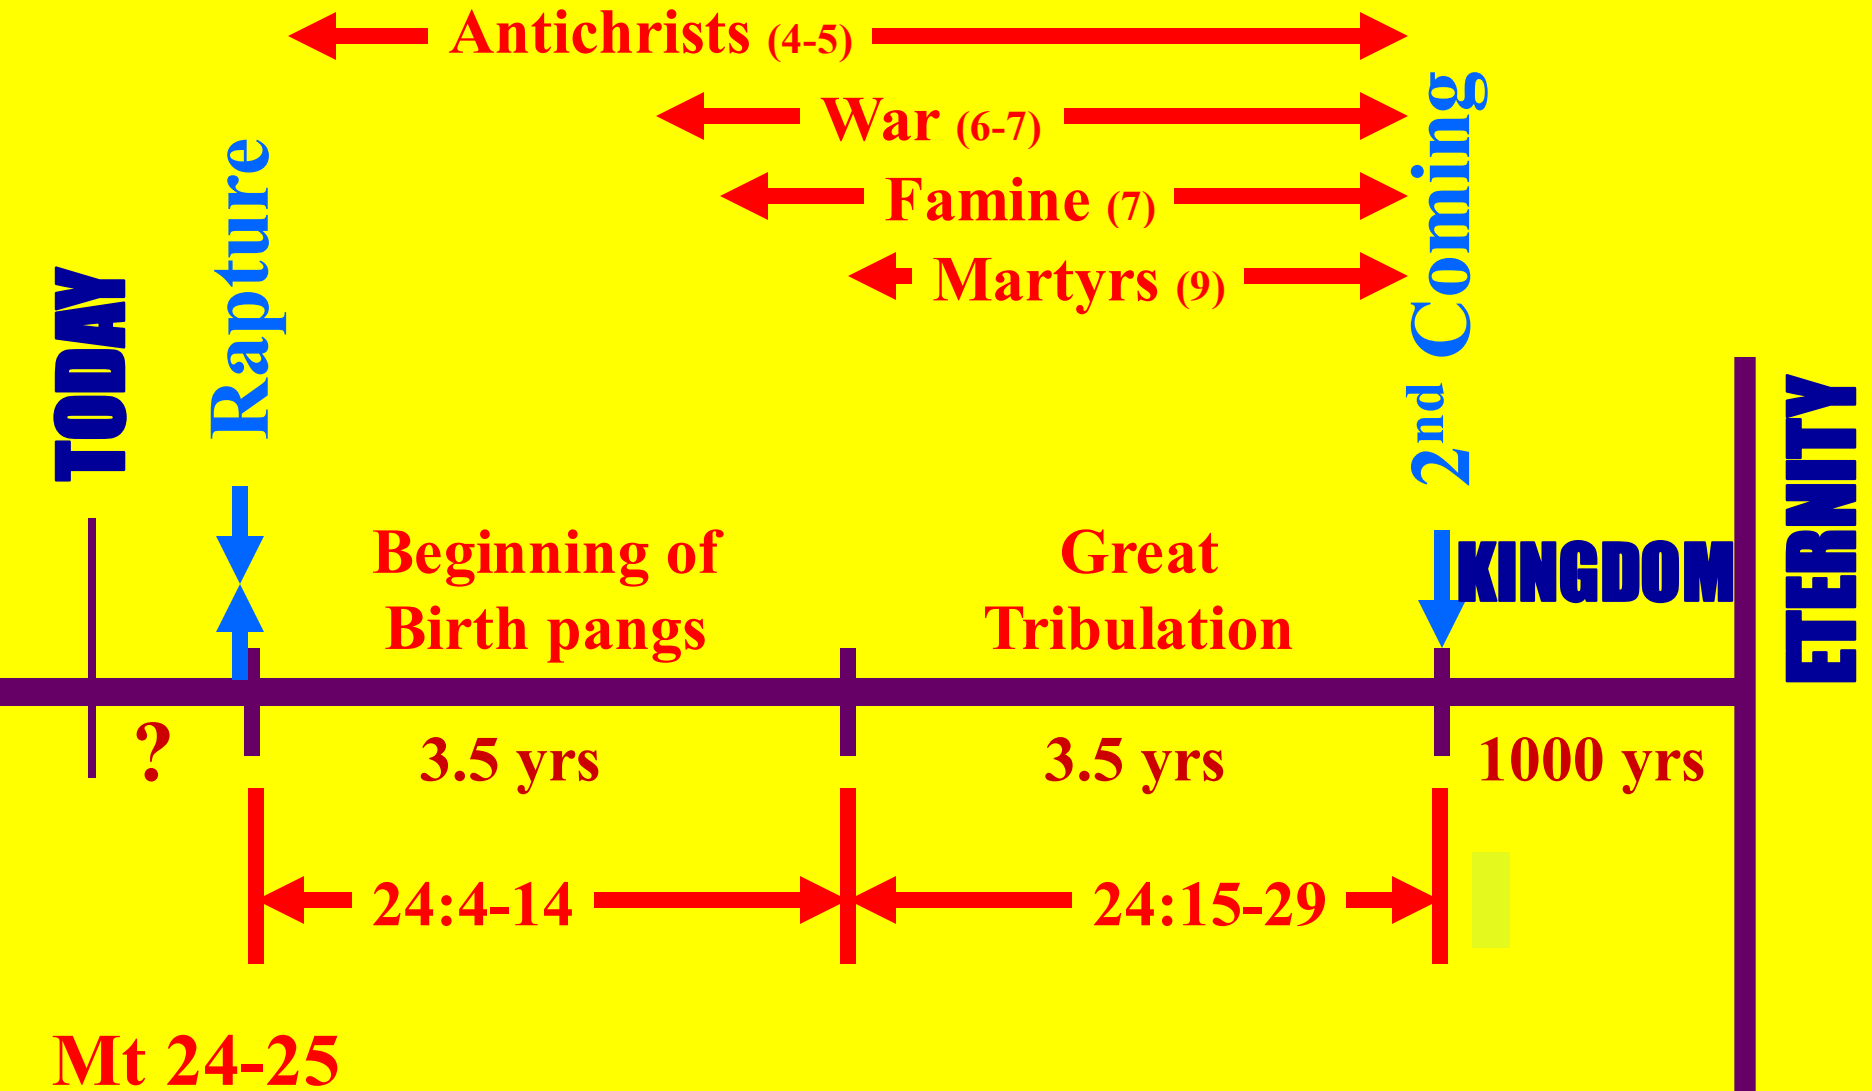 Antichrists (4-5)
War (6-7)
Famine (7)
Martyrs (9)
TODAY
Rapture
2nd Coming
ETERNITY
Beginning of
Birth pangs
Great
Tribulation
KINGDOM
?
3.5 yrs
3.5 yrs
1000 yrs
24:4-14
24:15-29
Mt 24-25